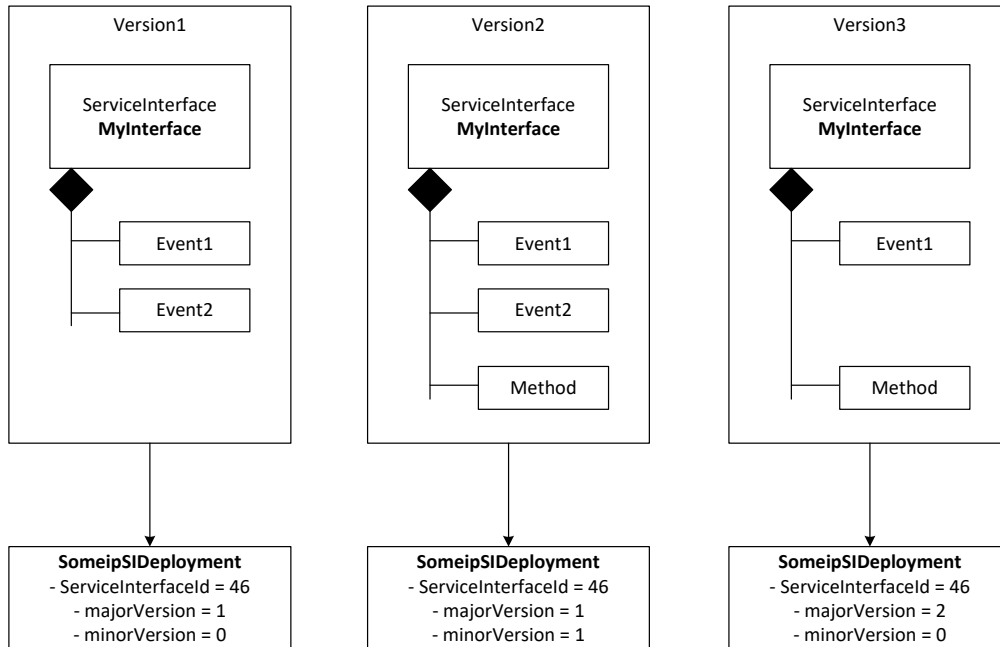 Version1
ServiceInterface
MyInterface
Event1
Event2
SomeipSIDeployment
- ServiceInterfaceId = 46
- majorVersion = 1
- minorVersion = 0
Version2
ServiceInterface
MyInterface
Event1
Event2
Method
SomeipSIDeployment
- ServiceInterfaceId = 46
- majorVersion = 1
- minorVersion = 1
Version3
ServiceInterface
MyInterface
Event1
Method
SomeipSIDeployment
- ServiceInterfaceId = 46
- majorVersion = 2
- minorVersion = 0